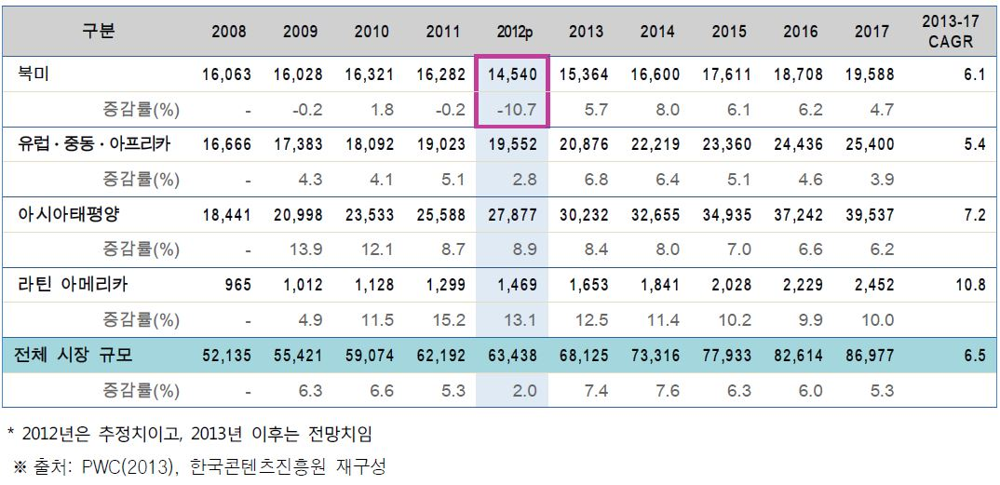 구분 2008 2009 2010 2011 2012p 2013 2014 2015 2016 2017 2013-17 CAGR
북미 16,063 16,028 16,321 16,282 14,540 15,364 16,600 17,611 18,708 19,588 6.1
증감률(%) - -0.2 1.8 -0.2 -10.7 5.7 8.0 6.1 6.2 4.7
유럽·중동·아프리카 16,666 17,383 18,092 19,023 19,552 20,876 22,219 23,360 24,436 25,400 5.4
증감률(%) - 4.3 4.1 5.1 2.8 6.8 6.4 5.1 4.6 3.9
아시아태평양 18,441 20,998 23,533 25,588 27,877 30,232 32,655 34,935 37,242 39,537 7.2
증감률(%) - 13.9 12.1 8.7 8.9 8.4 8.0 7.0 6.6 6.2
라틴 아메리카 965 1,012 1,128 1,299 1,469 1,653 1,841 2,028 2,229 2,452 10.8
증감률(%) - 4.9 11.5 15.2 13.1 12.5 11.4 10.2 9.9 10.0
전체 시장 규모 52,135 55,421 59,074 62,192 63,438 68,125 73,316 77,933 82,614 86,977 6.5
증감률(%) - 6.3 6.6 5.3 2.0 7.4 7.6 6.3 6.0 5.3
* 2012년은 추정치이고, 2013년 이후는 전망치임
※ 출처: PWC(2013), 한국콘텐츠진흥원 재구성